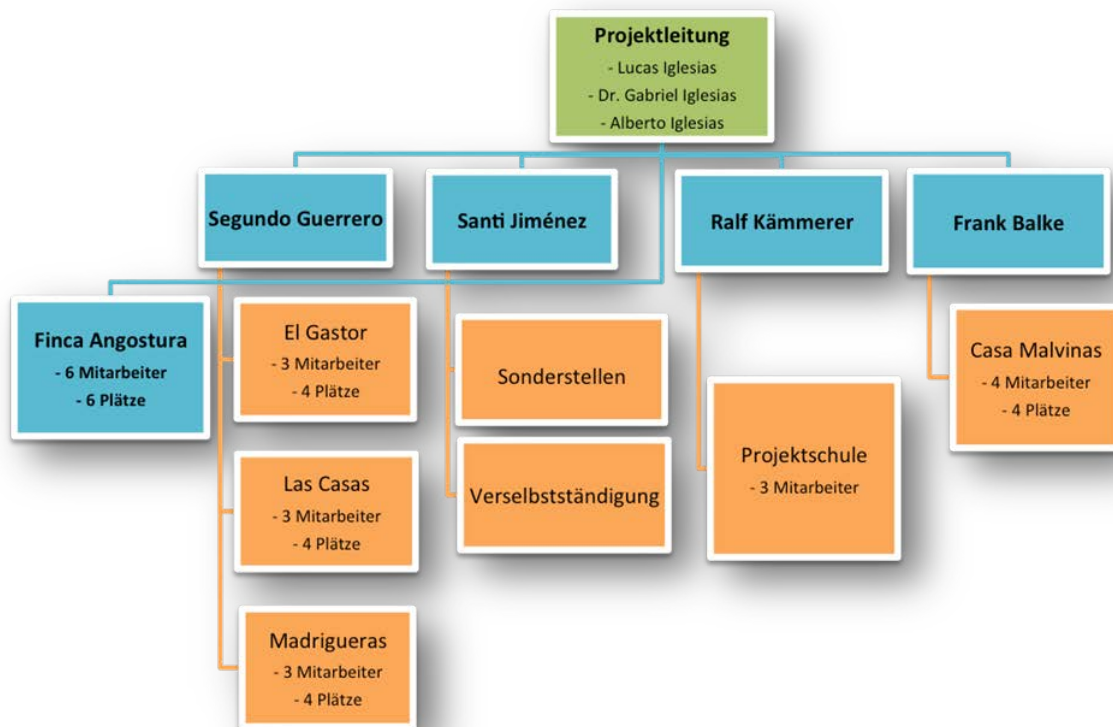 Projektleitung
- Lucas Iglesias
- Dr. Gabriel Iglesias
- Alberto Iglesias
Segundo Guerrero
Santi Jiménez
Ralf Kämmerer
Frank Balke
Finca Angostura
- 6 Mitarbeiter
- 6 Plätze
El Gastor
- 3 Mitarbeiter
- 4 Plätze
Las Casas
- 3 Mitarbeiter
- 4 Plätze
Madrigueras
- 3 Mitarbeiter
- 4 Plätze
Sonderstellen
Verselbstständigung
Projektschule
- 3 Mitarbeiter
Casa Malvinas
- 4 Mitarbeiter
- 4 Plätze